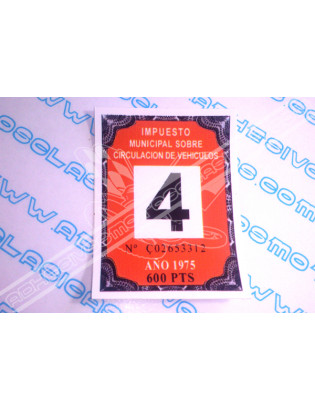 IMPUESTO
MUNICIPAL SOBRE
CIRCULACION DE VEHICULOS
4
Nº C02653312
AÑO 1975
600 PTS